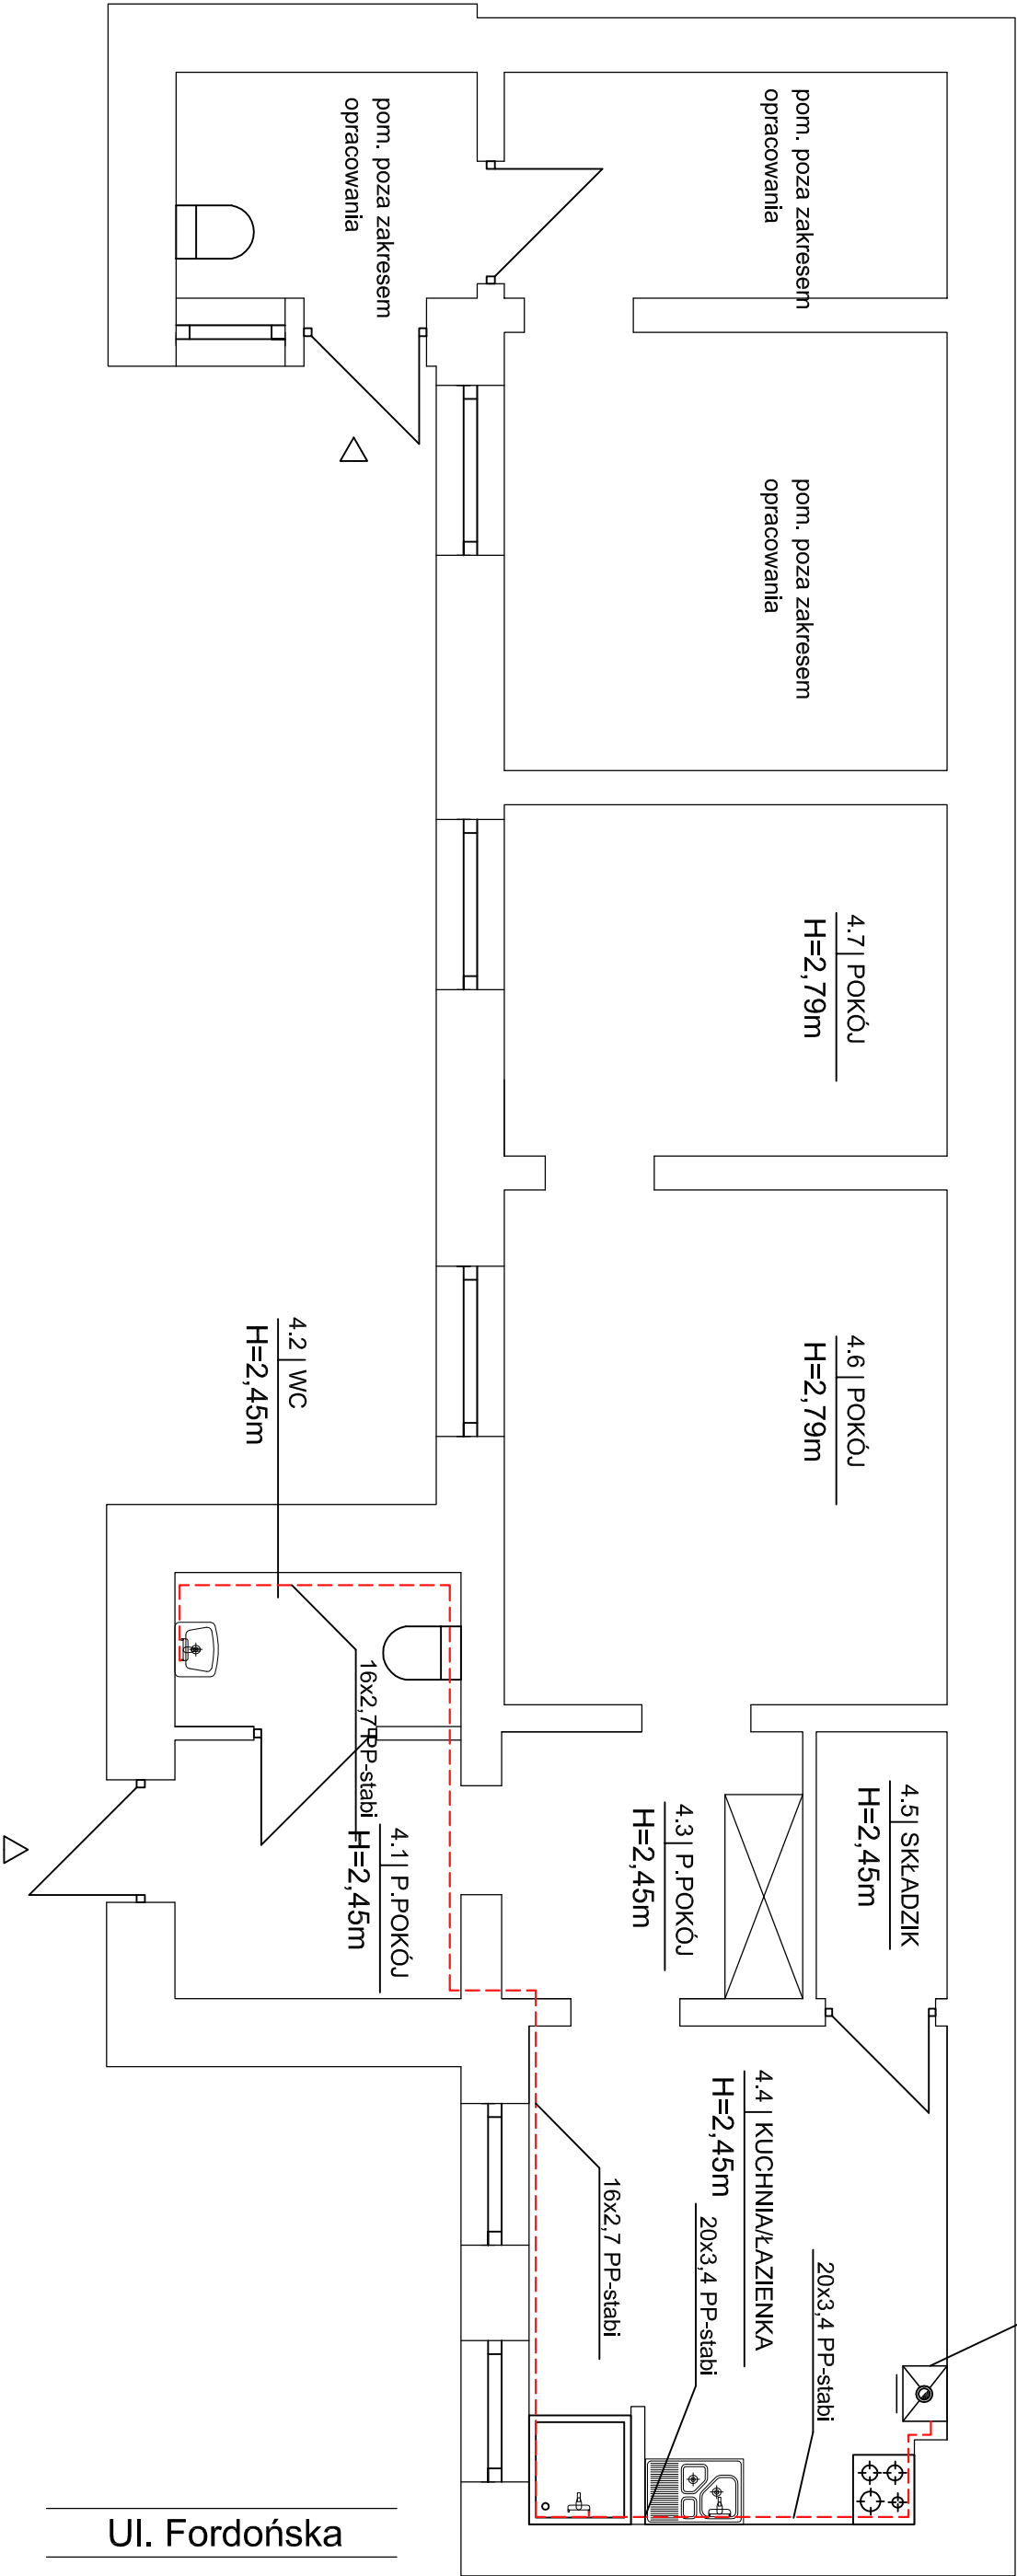 pom. poza zakresem
opracowania
pom. poza zakresem
opracowania
pom. poza zakresem
opracowania
4.7| POKÓJ
H=2,79m
4.6 | POKÓJ
H=2,79m
4.2 | WC
H=2,45m
16x2,7 PP-stabi
4.1| P.POKÓJ
H=2,45m
4.3 | P.POKÓJ
H=2,45m
4.5| SKŁADZIK
H=2,45m
4.4 | KUCHNIA/ŁAZIENKA
H=2,45m
16x2,7 PP-stabi
20x3,4 PP-stabi
20x3,4 PP-stabi
Ul. Fordońska